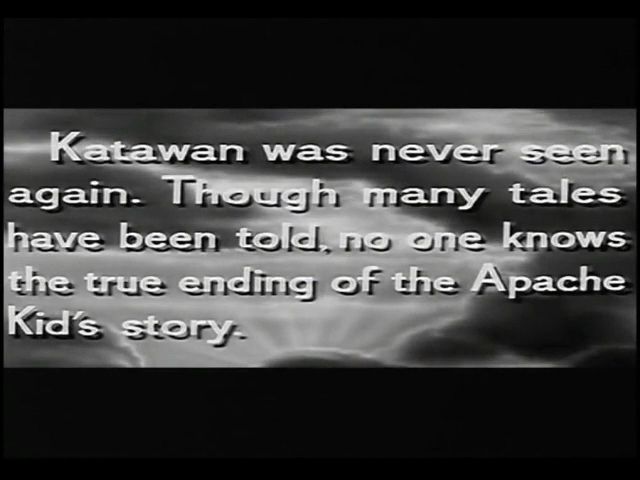 Katawan was never seen
again. Though many tales
have been told, no one knows
the true ending of the Apache
Kid's story.